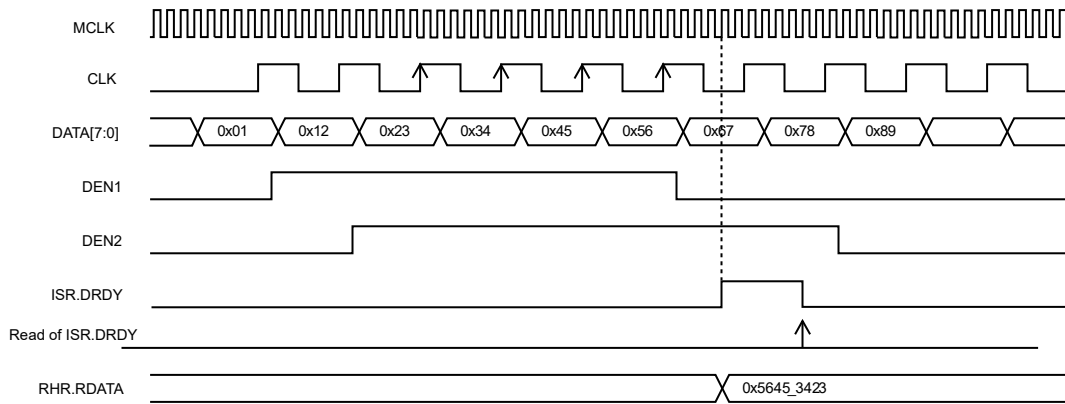 MCLK
CLK
DATA[7:0] 0x01 0x12 0x23 0x34 0x45 0x56 0x67 0x78 0x89
DEN1
DEN2
ISR.DRDY
Read of ISR.DRDY
RHR.RDATA 0x5645_3423